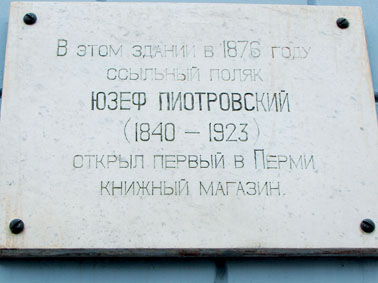 В этом здании в 1876 году
ссыльный поляк
ЮЗЕФ ПИОТРОВСКИЙ
(1840 – 1923)
открыл первый в Перми
книжный магазин.